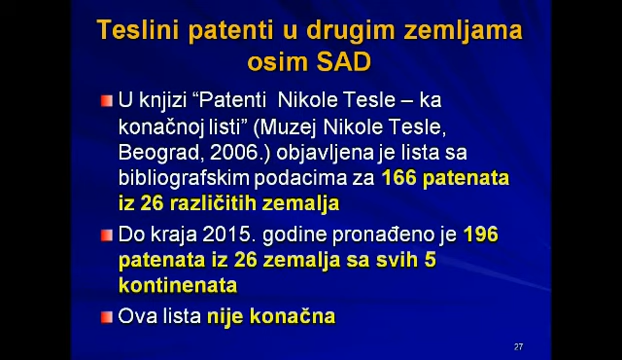 Teslini patenti u drugim zemljama
osim SAD
U knjizi “Patenti Nikole Tesle – ka
konačnoj listi” (Muzej Nikole Tesle,
Beograd, 2006.) objavljena je lista sa
bibliografskim podacima za 166 patenata
iz 26 različitih zemalja
Do kraja 2015. godine pronađeno je 196
patenata iz 26 zemalja sa svih 5
kontinenata
Ova lista nije konačna
27